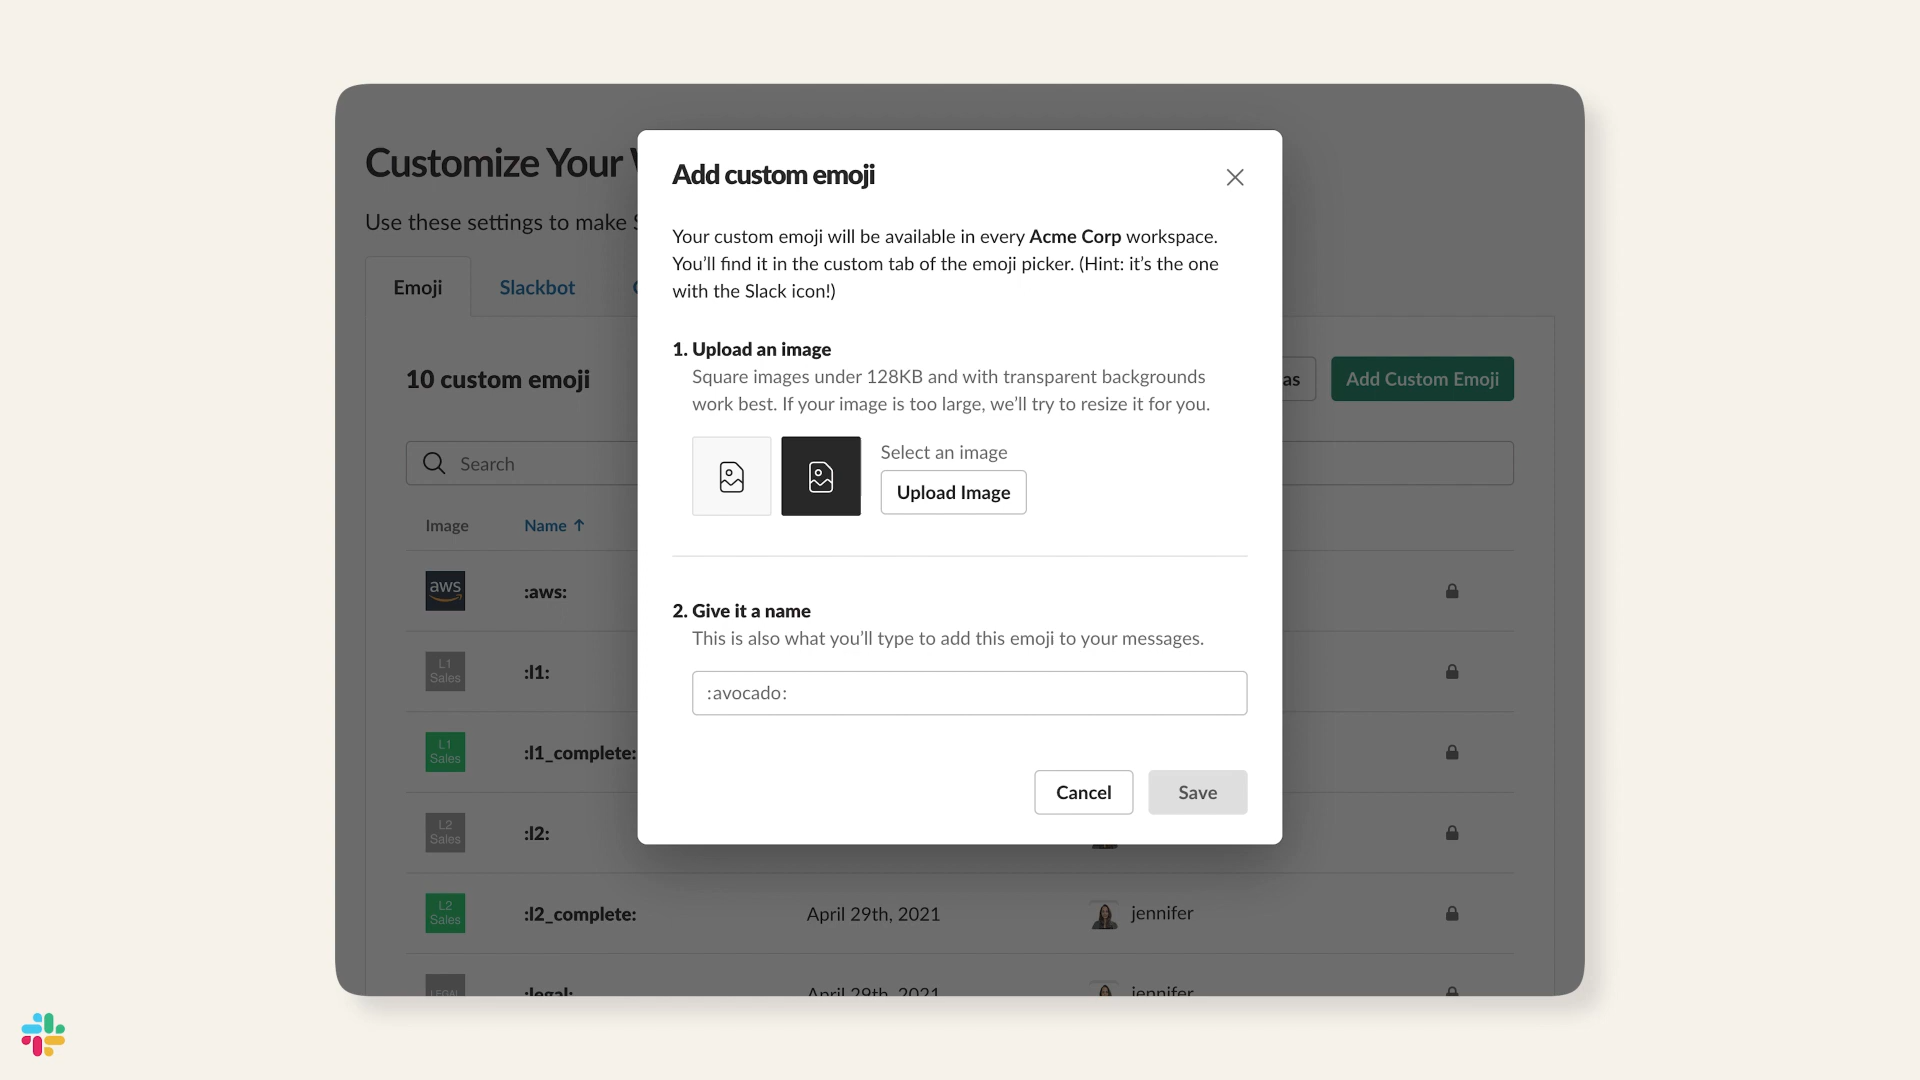 Customize Your
Use these settings to make
Emoji
Slackbot
10 custom emoji
Add Custom Emoji
Search
Image
Name ↑
aws
:aws:
L1
Sales
:l1:
L1
Sales
:l1_complete:
L2
Sales
:l2:
L2
Sales
:l2_complete:
April 29th, 2021
jennifer
LEGAL
:legal:
April 29th, 2021
jennifer
Add custom emoji
Your custom emoji will be available in every Acme Corp workspace.
You’ll find it in the custom tab of the emoji picker. (Hint: it’s the one
with the Slack icon!)
1. Upload an image
Square images under 128KB and with transparent backgrounds
work best. If your image is too large, we’ll try to resize it for you.
Select an image
Upload Image
2. Give it a name
This is also what you’ll type to add this emoji to your messages.
:avocado:
Cancel
Save